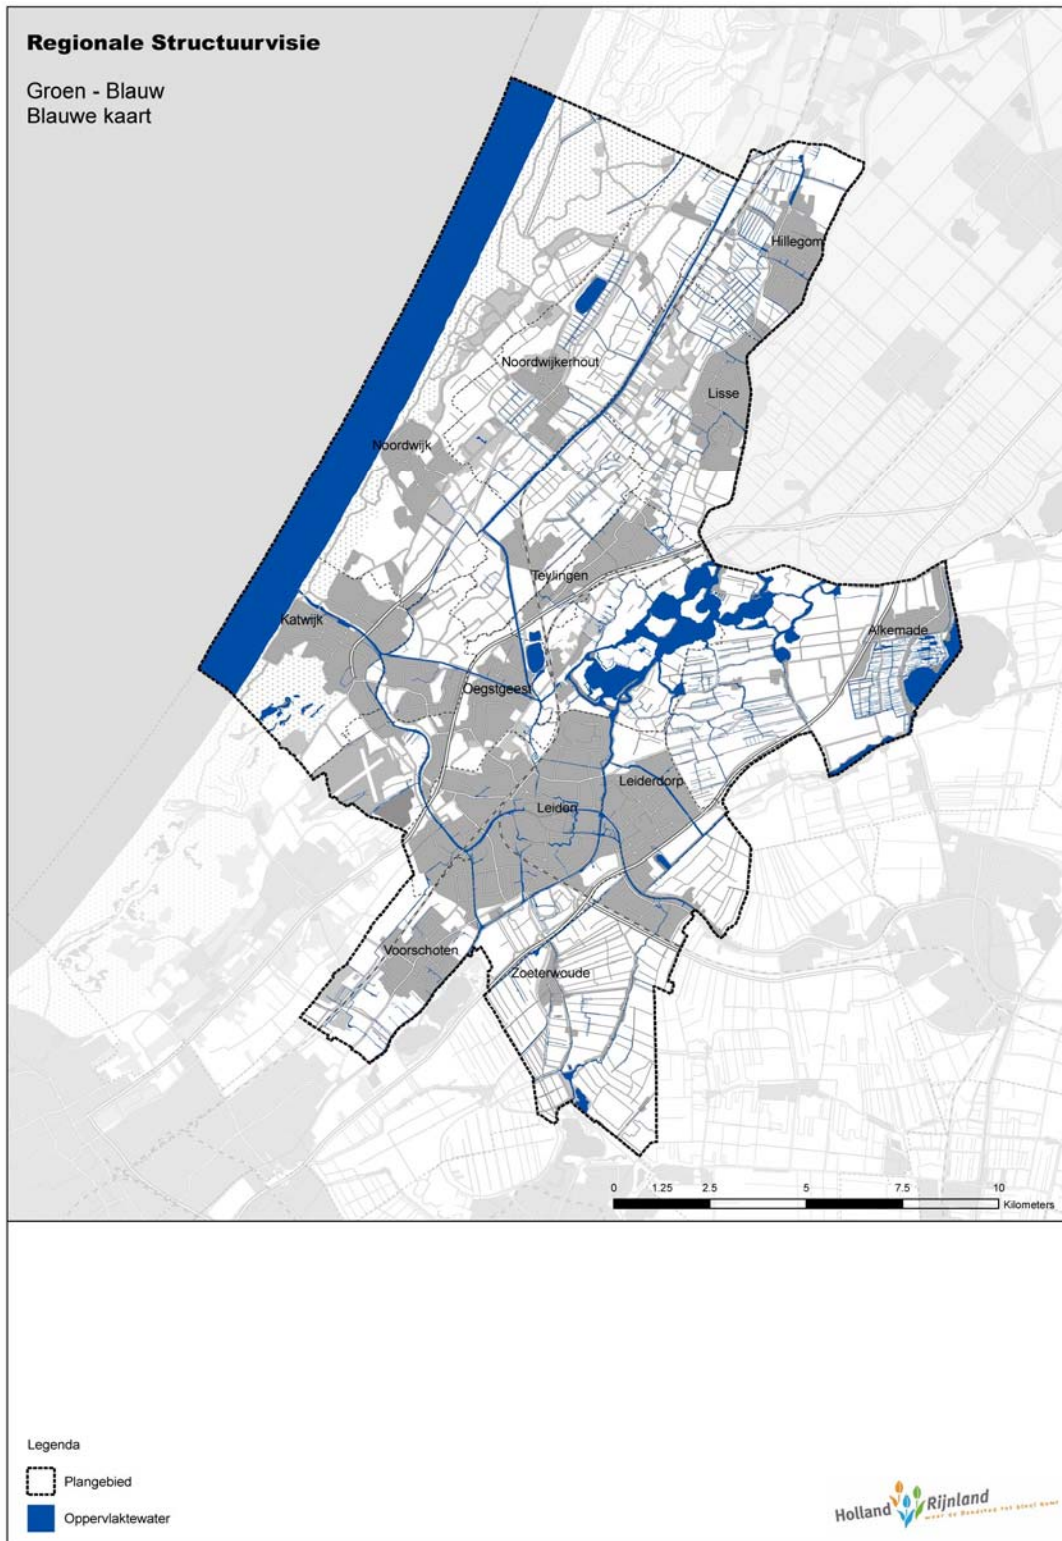 Regionale Structuurvisie
Groen - Blauw
Blauwe kaart
Hillegom
Noordwijkerhout
Lisse
Noordwijk
Teylingen
Katwijk
Alkemade
Oegstgeest
Leiderdorp
Leiden
Voorschoten
Zoeterwoude
0 1.25 2.5 5 7.5 10
Kilometers
Legenda
Plangebied
Oppervlaktewater
Holland Rijnland